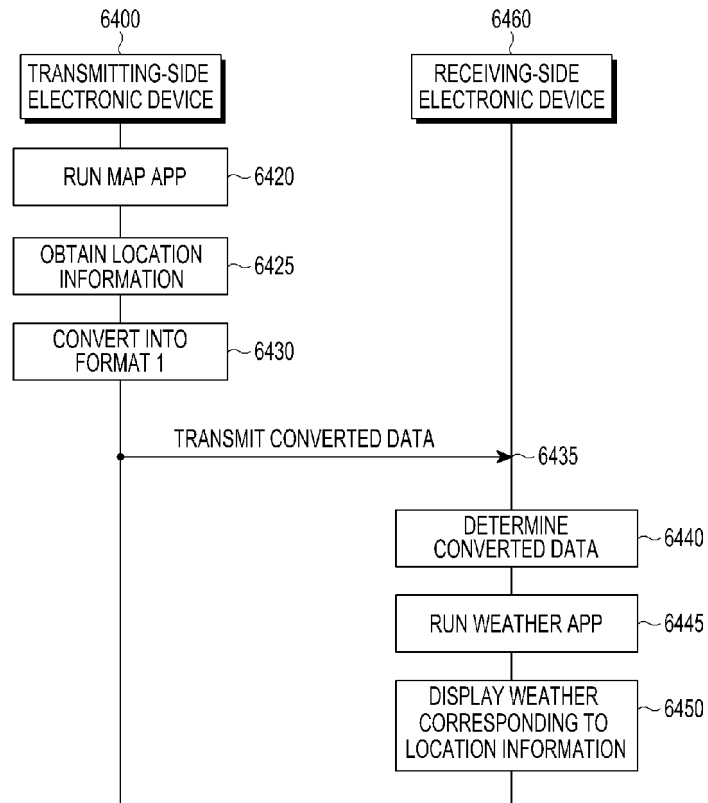 6400
6460
TRANSMITTING-SIDE
ELECTRONIC DEVICE
RECEIVING-SIDE
ELECTRONIC DEVICE
RUN MAP APP
6420
OBTAIN LOCATION
INFORMATION
6425
CONVERT INTO
FORMAT 1
6430
TRANSMIT CONVERTED DATA
6435
DETERMINE
CONVERTED DATA
6440
RUN WEATHER APP
6445
DISPLAY WEATHER
CORRESPONDING TO
LOCATION INFORMATION
6450